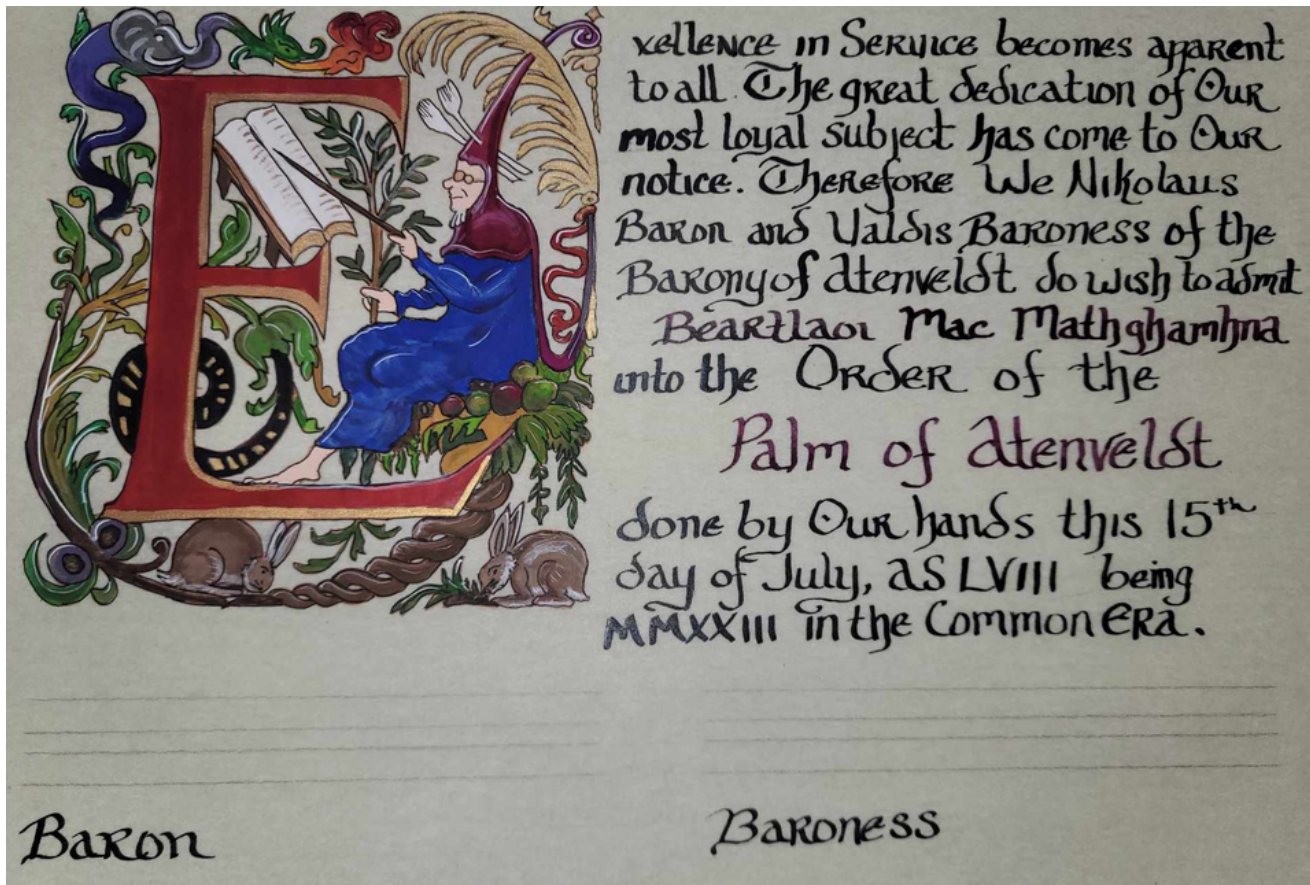 Exellence in Service becomes apparent
to all. The great dedication of Our
most loyal subject has come to Our
notice. Therefore We Nikolaus
Baron and Valdis Baroness of the
Barony of Atenveldt do wish to admit
Béartlaoi Mac Mathghamhna
into the Order of the
Palm of Atenveldt
done by Our hands this 15th
day of July, AS LVIII being
MMXXIII in the Common Era.
Baron
Baroness